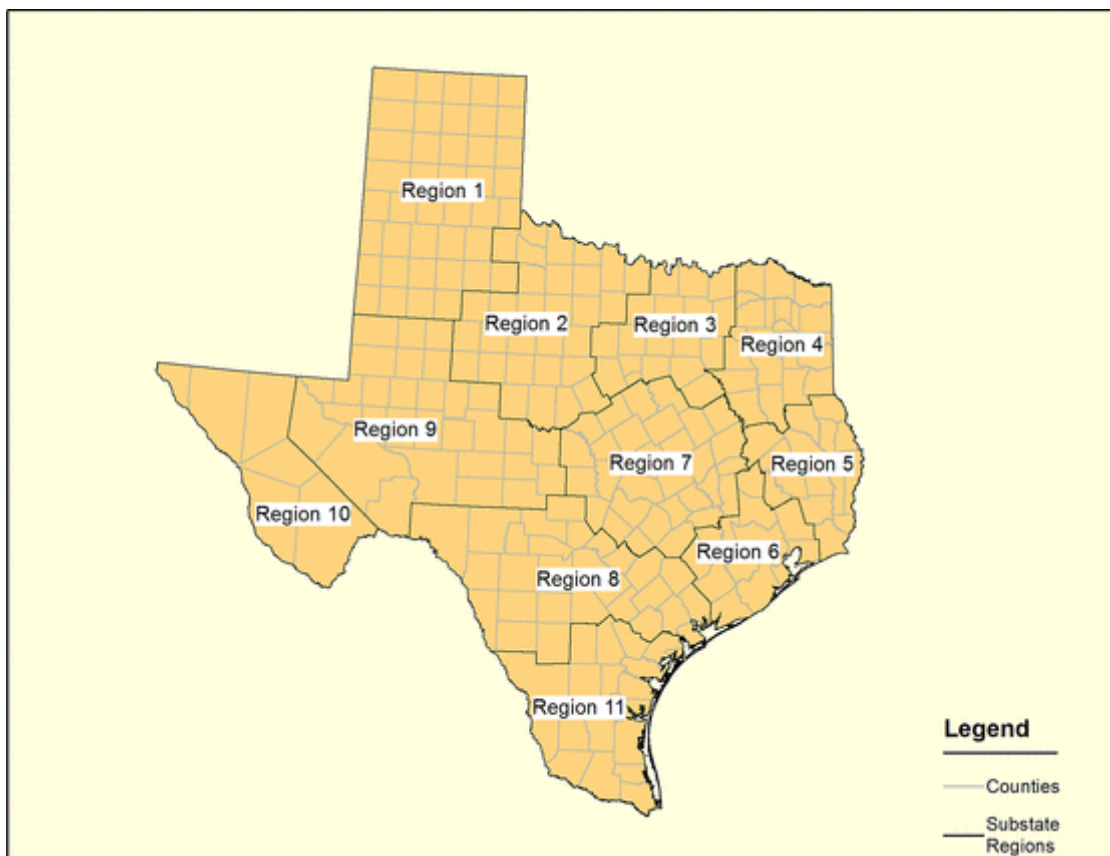 Region 1
Region 2
Region 3
Region 4
Region 9
Region 7
Region 5
Region 10
Region 6
Region 8
Region 11
Legend
Counties
Substate
Regions